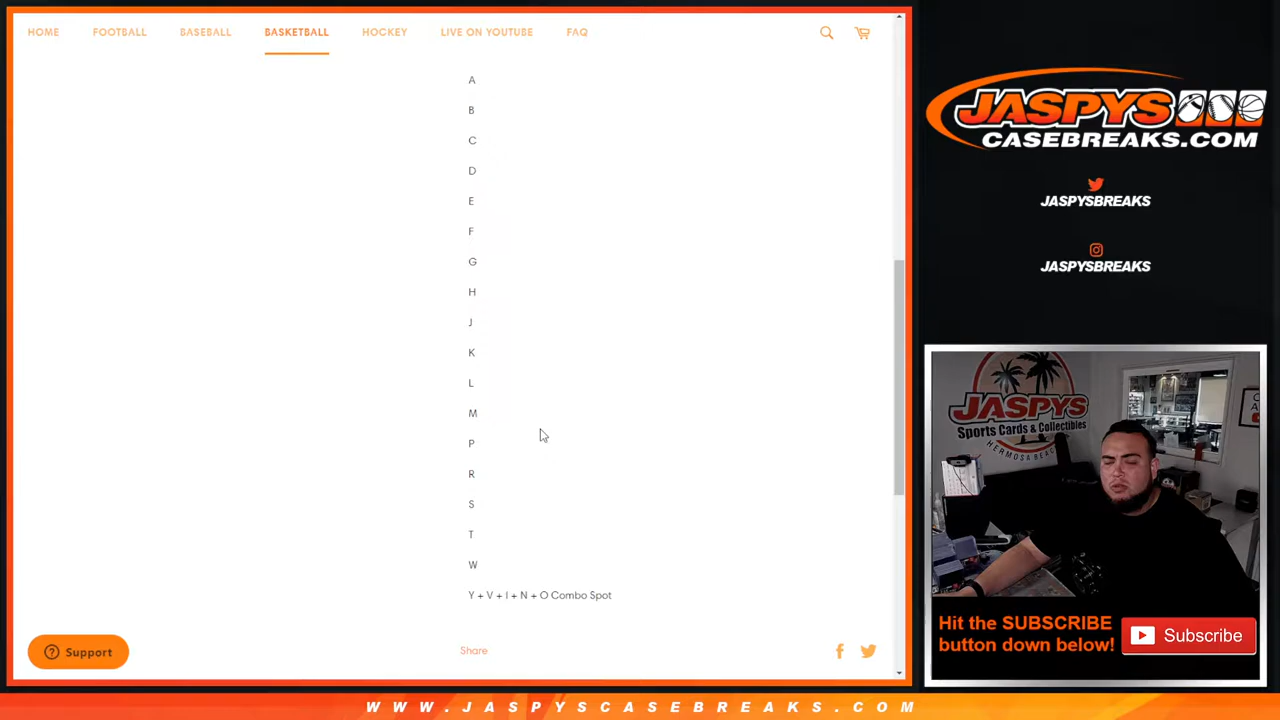 HOME FOOTBALL BASEBALL BASKETBALL HOCKEY LIVE ON YOUTUBE FAQ
A
B
C
D
E
F
G
H
J
K
L
M
P
R
S
T
W
Y + V + I + N + O Combo Spot
Share
Support
JASPYS
CASEBREAKS.COM
JASPYSBREAKS
JASPYSBREAKS
JASPYS
Sports Cards & Collectibles
HERMOSA BEACH
Hit the SUBSCRIBE
button down below!
Subscribe
WWW.JASPYSCASEBREAKS.COM